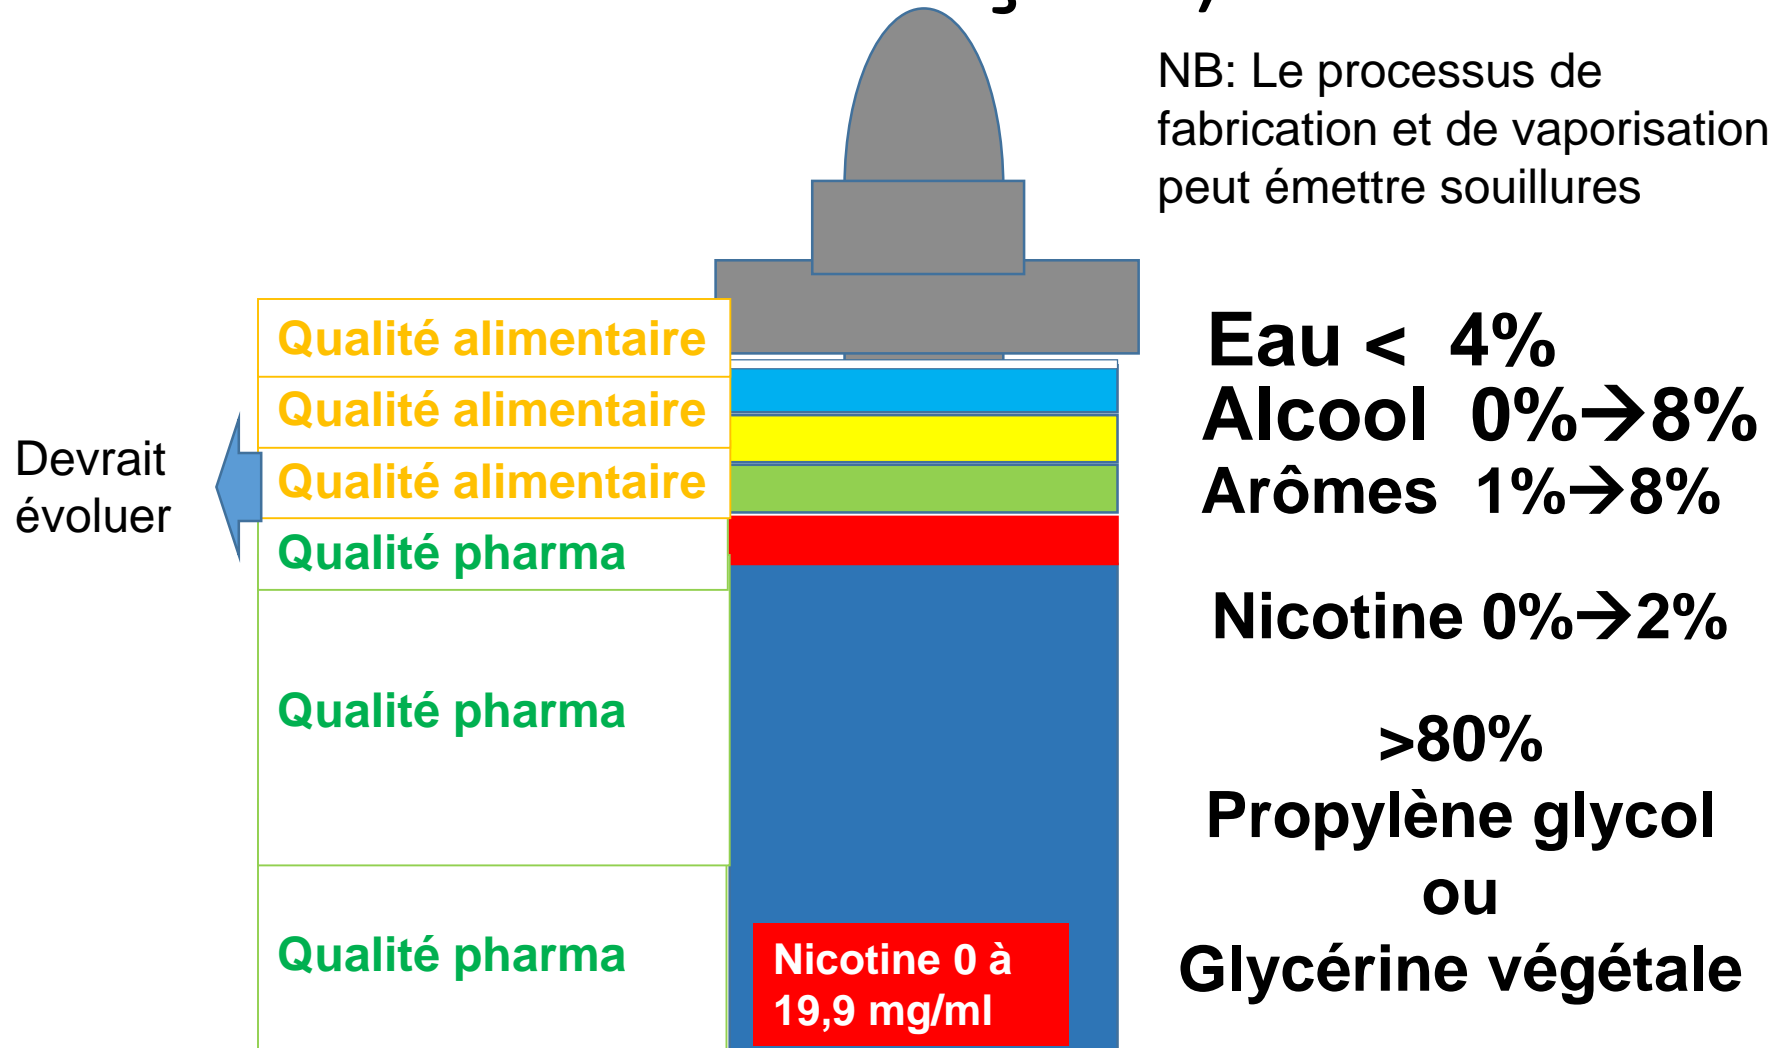 NB: Le processus de
fabrication et de vaporisation
peut émettre souillures
Qualité alimentaire
Eau < 4%
Qualité alimentaire
Alcool 0%→8%
Devrait
évoluer
Qualité alimentaire
Arômes 1%→8%
Qualité pharma
Nicotine 0%→2%
Qualité pharma
>80%
Propylène glycol
ou
Glycérine végétale
Qualité pharma
Nicotine 0 à
19,9 mg/ml